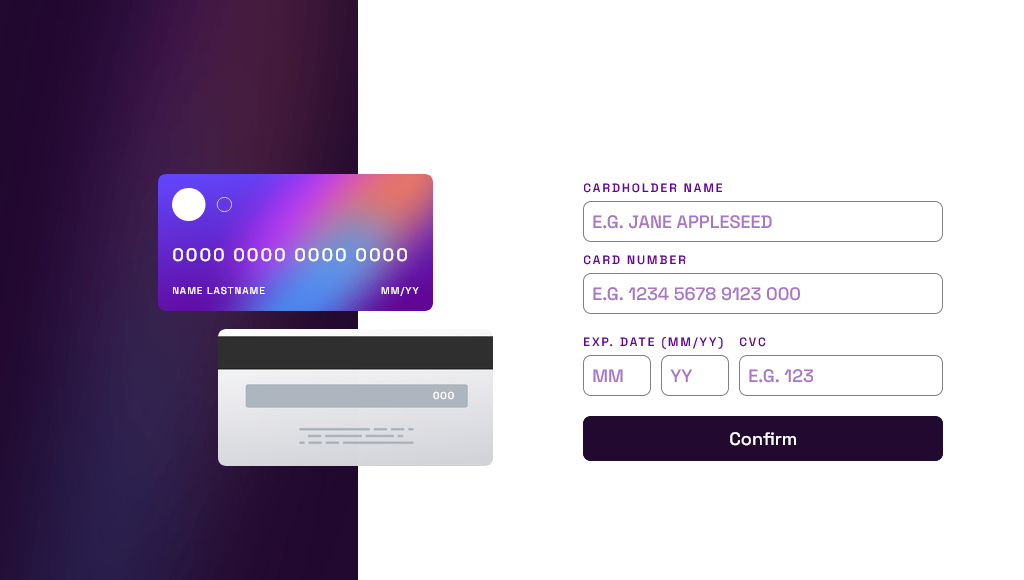 0000 0000 0000 0000
NAME LASTNAME MM/YY
000
CARDHOLDER NAME
E.G. JANE APPLESEED
CARD NUMBER
E.G. 1234 5678 9123 000
EXP. DATE (MM/YY) CVC
MM YY E.G. 123
Confirm